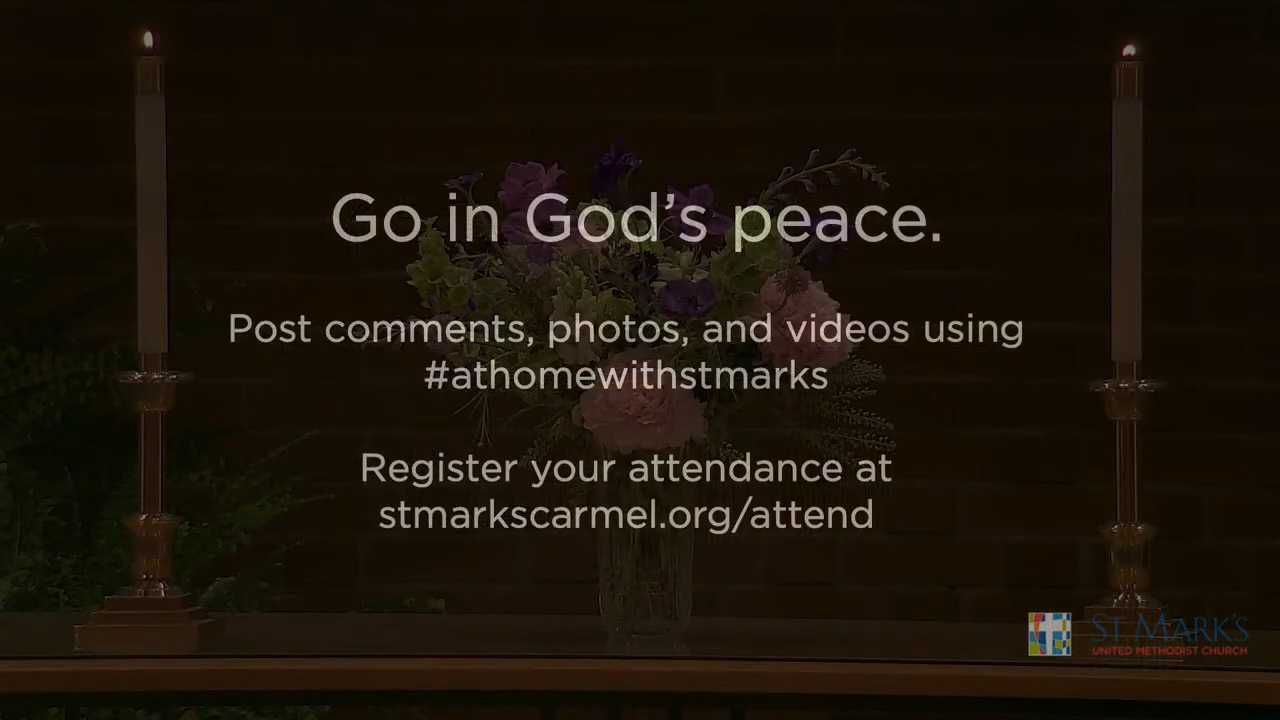 Go in God's peace.
Post comments, photos, and videos using
#athomewithstmarks
Register your attendance at
stmarkscarmel.org/attend
ST. MARK'S
UNITED METHODIST CHURCH